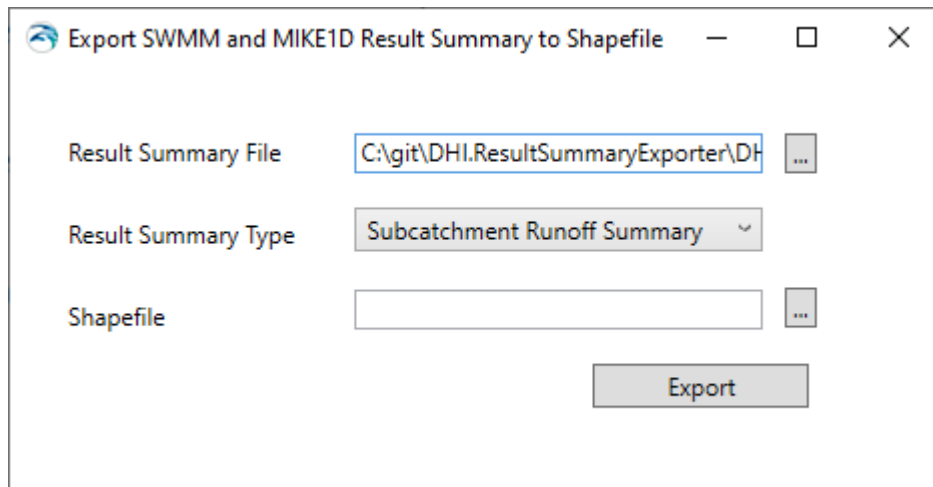 Export SWMM and MIKE1D Result Summary to Shapefile
Result Summary File C:\git\DHI.ResultSummaryExporter\DH ...
Result Summary Type Subcatchment Runoff Summary
Shapefile ...
Export